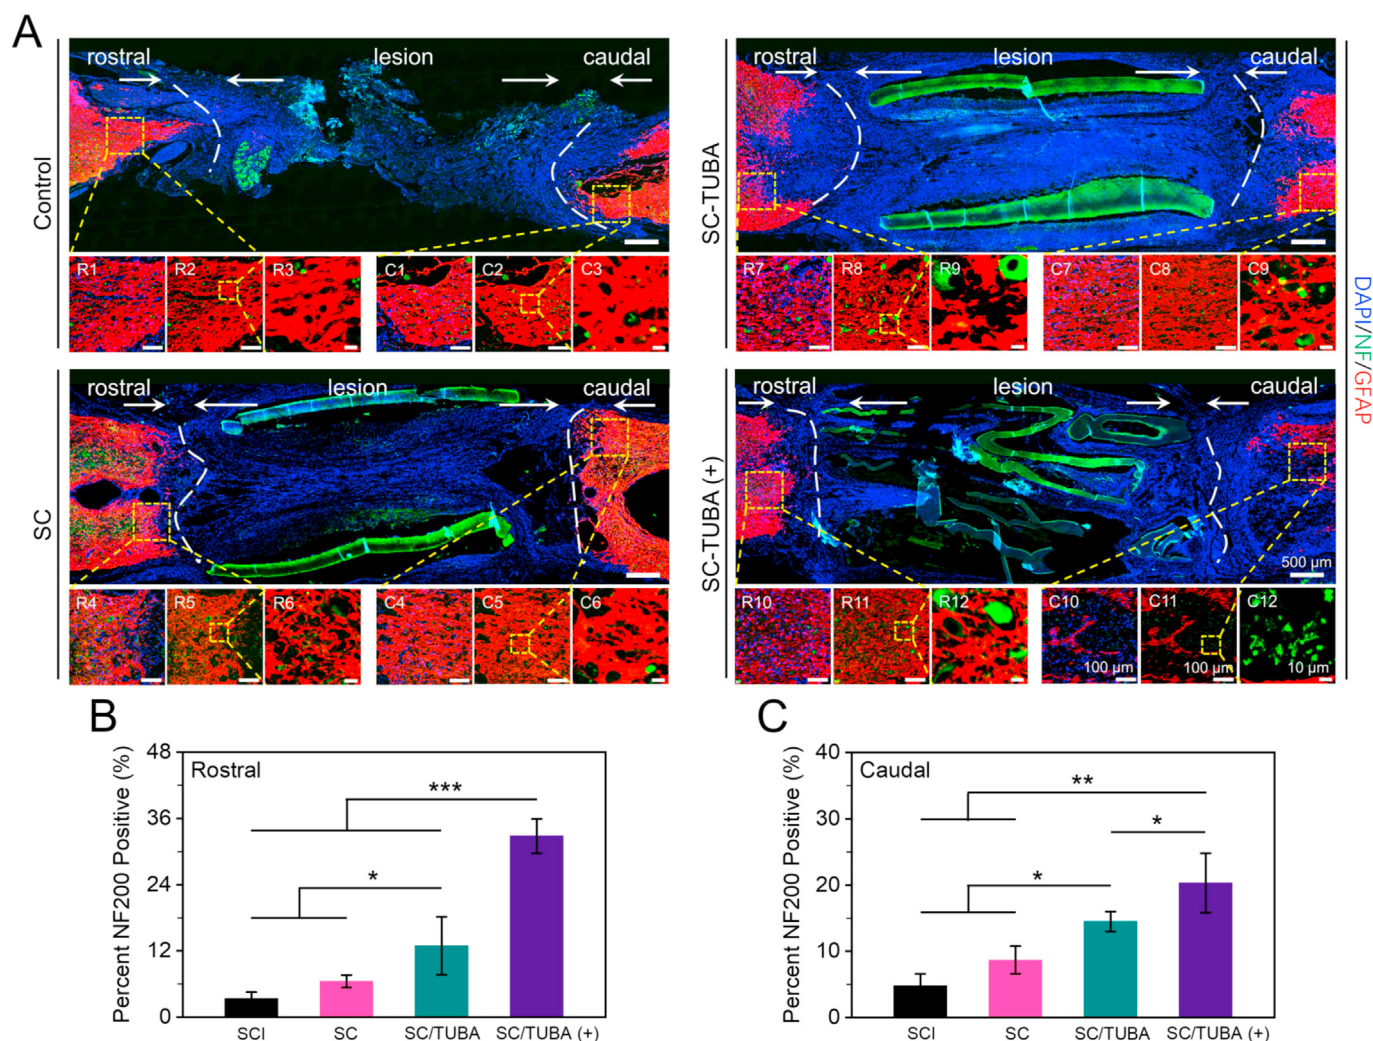 A
rostral lesion caudal
Control
R1 R2 R3 C1 C2 C3
rostral lesion caudal
SC-TUBA
R7 R8 R9 C7 C8 C9
DAPI/NF/GFAP
rostral lesion caudal
SC
R4 R5 R6 C4 C5 C6
rostral lesion caudal
SC-TUBA (+)
500 µm
R10 R11 R12 C10 C11 C12
100 µm 100 µm 10 µm
B
Percent NF200 Positive (%)
48
36
24
12
0
Rostral
***
*
SCI SC SC/TUBA SC/TUBA (+)
C
Percent NF200 Positive (%)
40
30
20
10
0
Caudal
**
*
*
SCI SC SC/TUBA SC/TUBA (+)